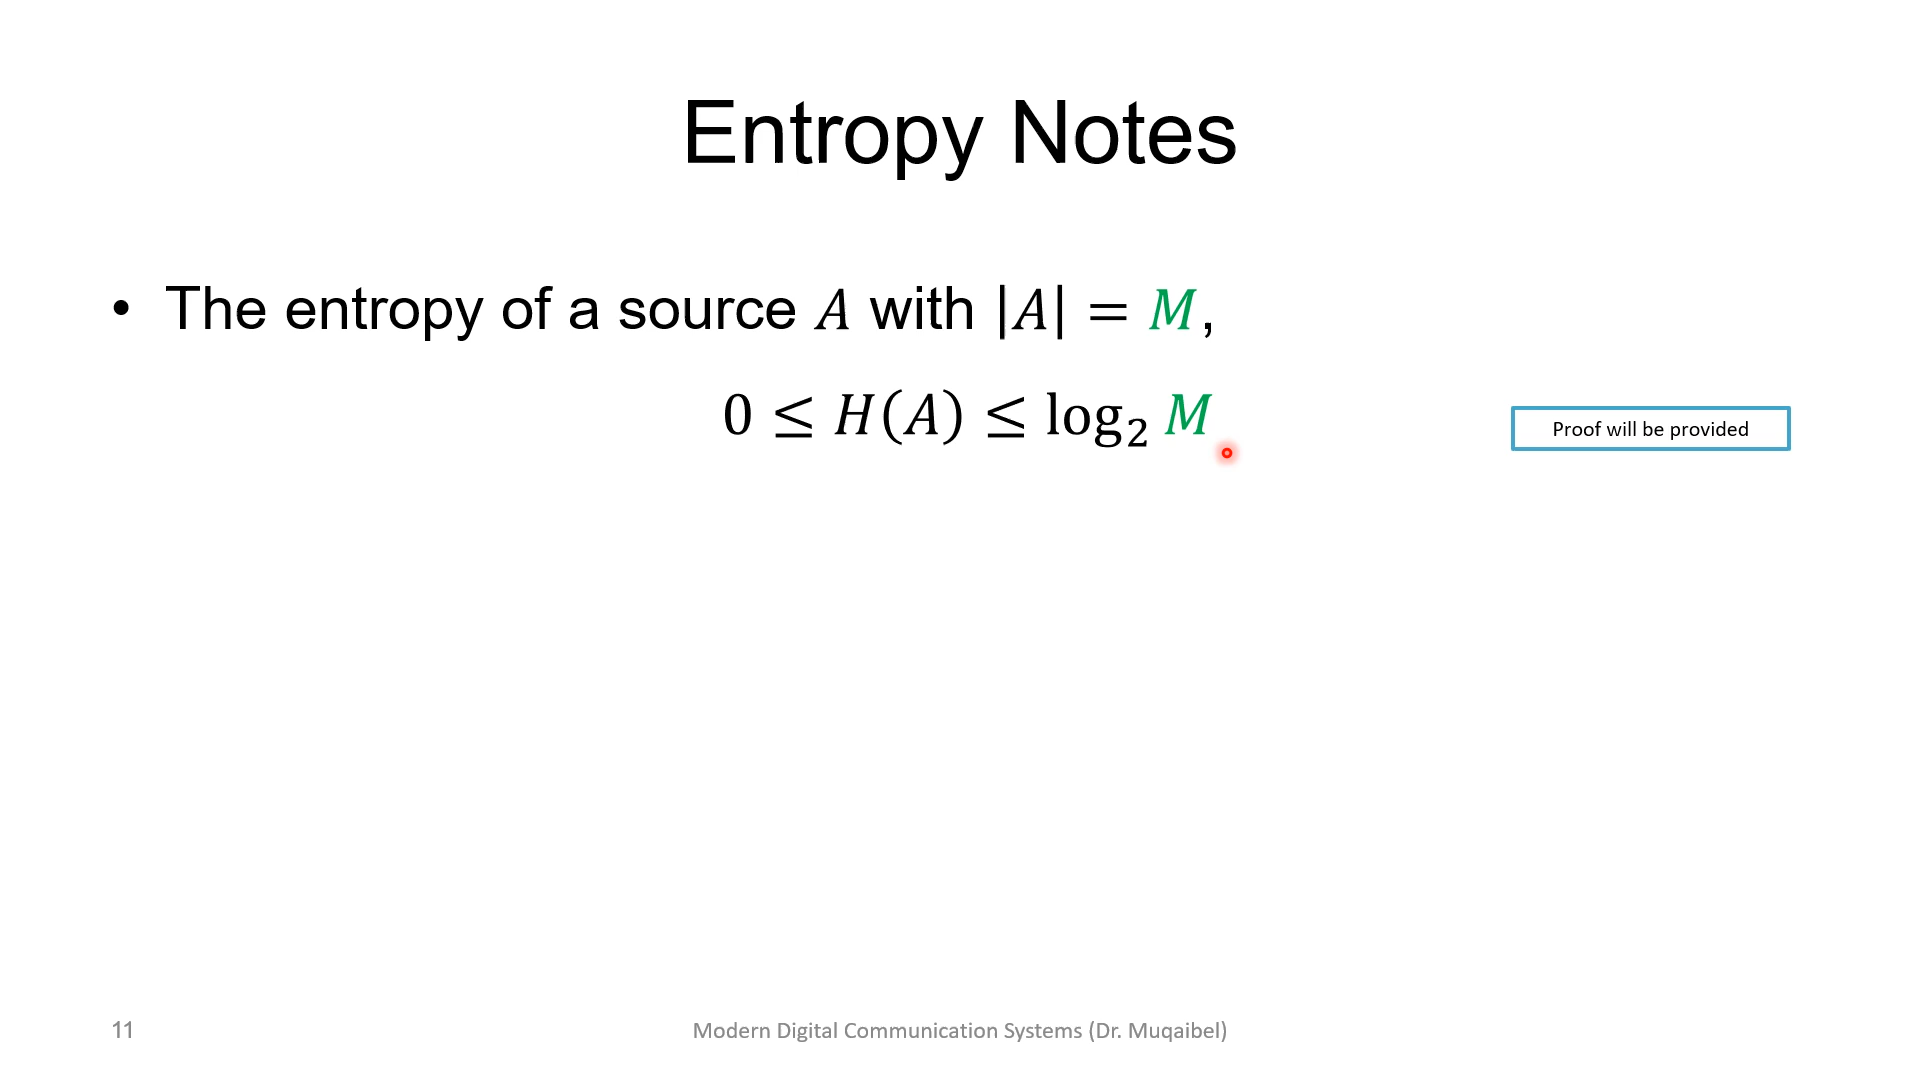 Entropy Notes
• The entropy of a source 𝐴 with |𝐴| = 𝑀,
0 ≤ 𝐻(𝐴) ≤ log₂ 𝑀
Proof will be provided
11
Modern Digital Communication Systems (Dr. Muqaibel)